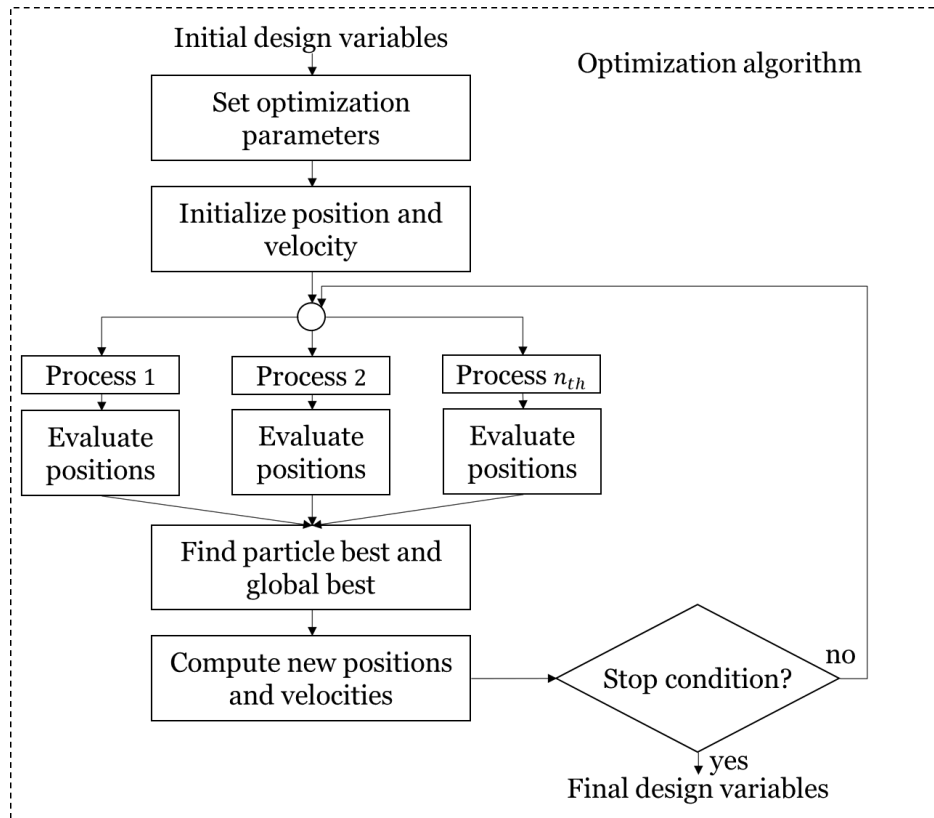 Initial design variables
Optimization algorithm
Set optimization
parameters
Initialize position and
velocity
Process 1
Process 2
Process n_{th}
Evaluate
positions
Evaluate
positions
Evaluate
positions
Find particle best and
global best
Compute new positions
and velocities
Stop condition?
no
yes
Final design variables